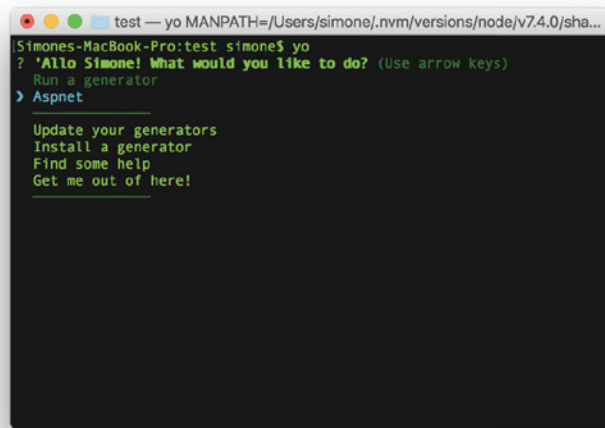 test — yo MANPATH=/Users/simone/.nvm/versions/node/v7.4.0/sha...
[Simones-MacBook-Pro:test simone$ yo
? 'Allo Simone! What would you like to do? (Use arrow keys)
Run a generator
❯ Aspnet
──────────────
Update your generators
Install a generator
Find some help
Get me out of here!
──────────────